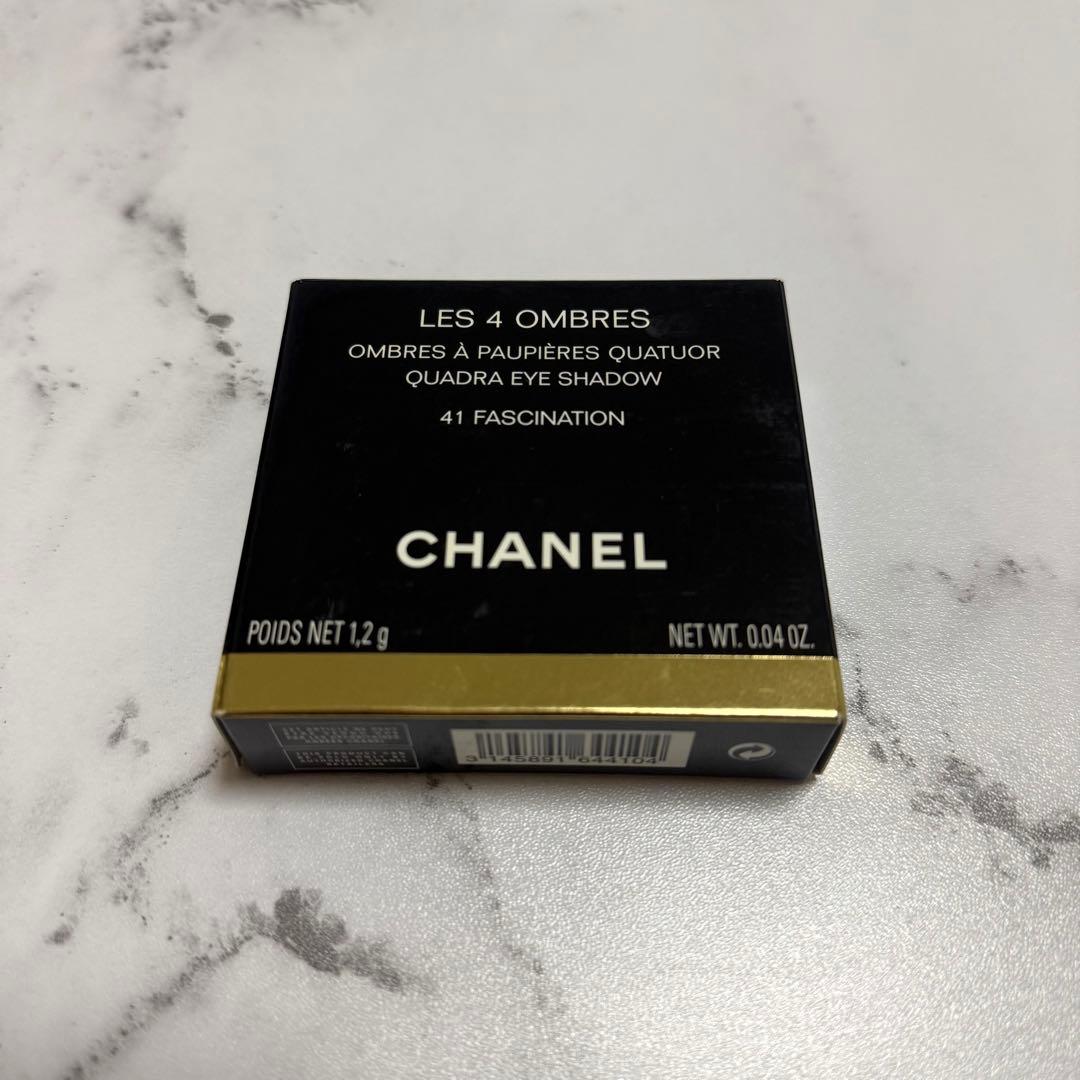 LES 4 OMBRES
OMBRES À PAUPIÈRES QUATUOR
QUADRA EYE SHADOW
41 FASCINATION
CHANEL
POIDS NET 1,2 g
NET WT. 0.04 OZ.
3 145891 644104